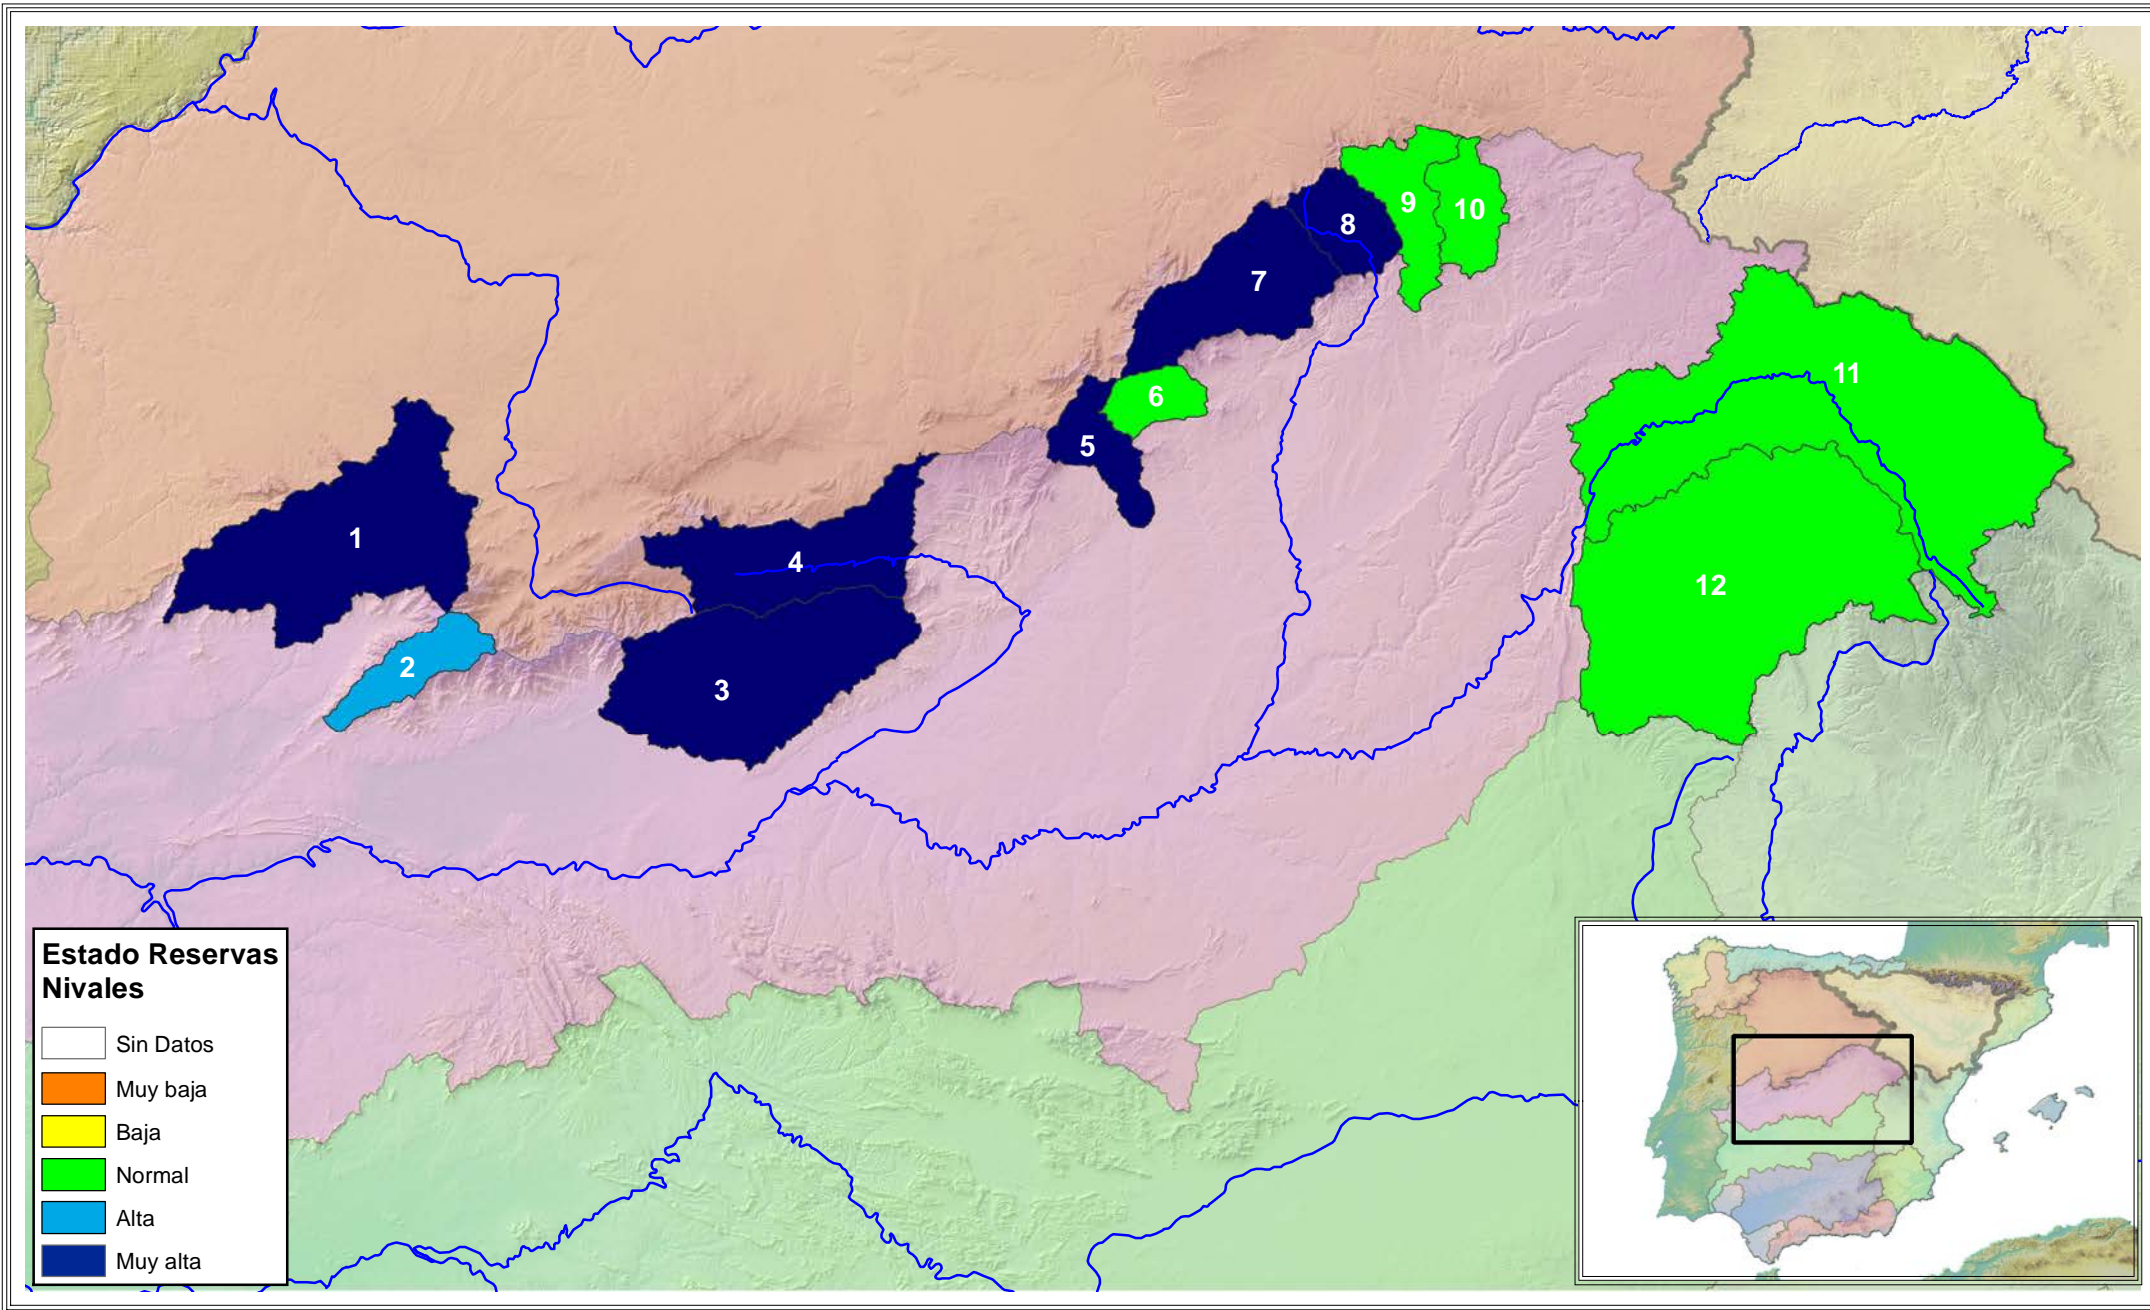 9
10
8
7
11
6
5
1
4
12
2
3
Estado Reservas
Nivales
Sin Datos
Muy baja
Baja
Normal
Alta
Muy alta